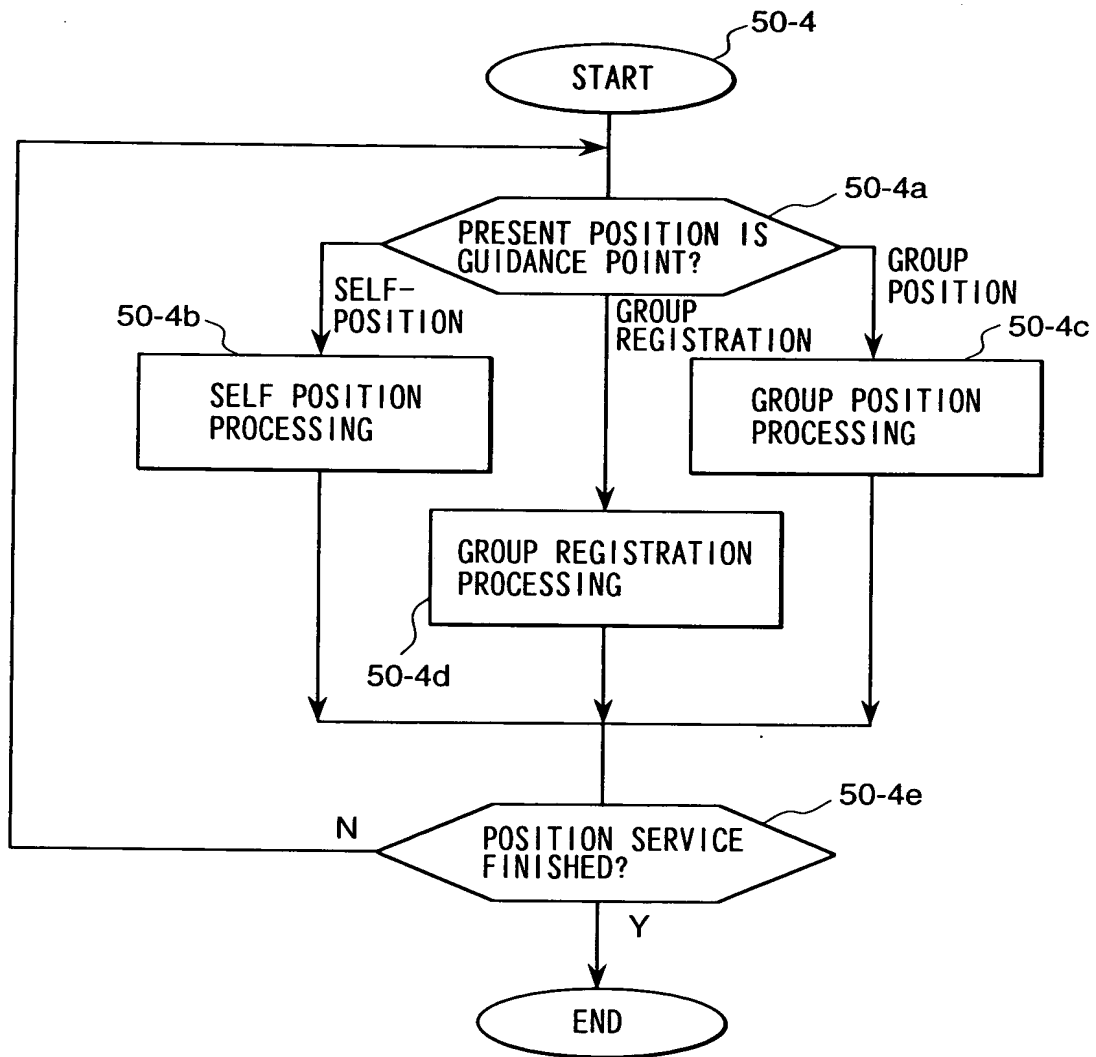 50-4
START
50-4a
PRESENT POSITION IS
GUIDANCE POINT?
SELF-
POSITION
GROUP
REGISTRATION
GROUP
POSITION
50-4b
50-4c
SELF POSITION
PROCESSING
GROUP POSITION
PROCESSING
GROUP REGISTRATION
PROCESSING
50-4d
50-4e
N
POSITION SERVICE
FINISHED?
Y
END